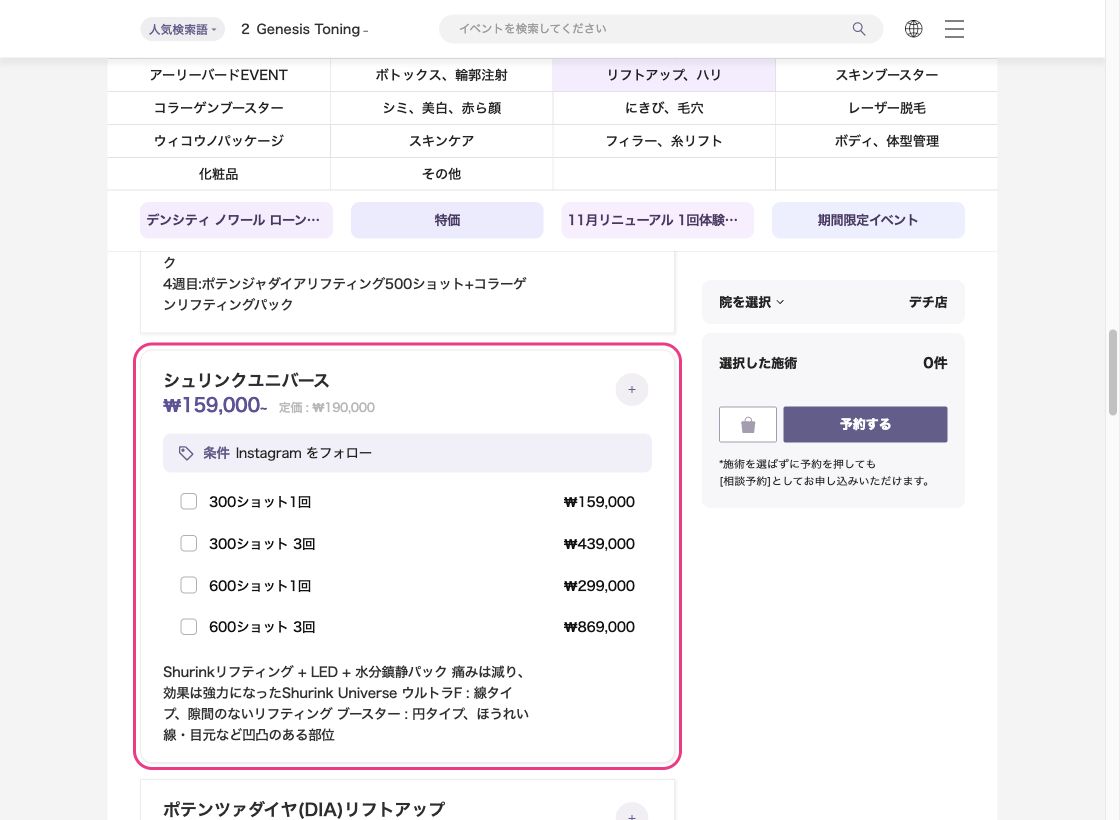 人気検索語
2 Genesis Toning -
イベントを検索してください
アーリーバードEVENT
ボトックス、輪郭注射
リフトアップ、ハリ
スキンブースター
コラーゲンブースター
シミ、美白、赤ら顔
にきび、毛穴
レーザー脱毛
ウィコウノパッケージ
スキンケア
フィラー、糸リフト
ボディ、体型管理
化粧品
その他
デンシティ ノワール ローン…
特価
11月リニューアル 1回体験…
期間限定イベント
ク
4週目:ポテンジャダイアリフティング500ショット+コラーゲ
ンリフティングパック
院を選択
デチ店
選択した施術
0件
予約する
*施術を選ばずに予約を押しても
[相談予約]としてお申し込みいただけます。
シュリンクユニバース
+
₩159,000~ 定価 : ₩190,000
条件 Instagram をフォロー
300ショット1回 ₩159,000
300ショット 3回 ₩439,000
600ショット1回 ₩299,000
600ショット 3回 ₩869,000
Shurinkリフティング + LED + 水分鎮静パック 痛みは減り、
効果は強力になったShurink Universe ウルトラF : 線タイ
プ、隙間のないリフティング ブースター : 円タイプ、ほうれい
線・目元など凹凸のある部位
ポテンツァダイヤ(DIA)リフトアップ
+